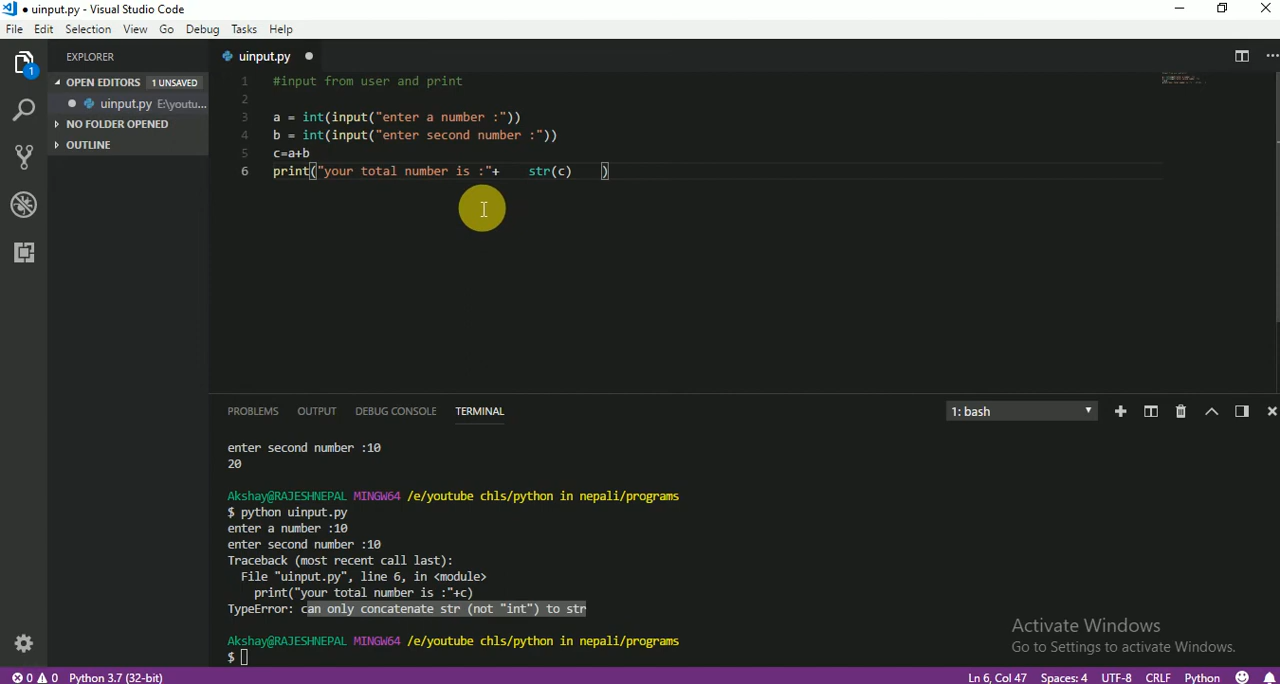 ● uinput.py - Visual Studio Code
File Edit Selection View Go Debug Tasks Help
EXPLORER
OPEN EDITORS 1 UNSAVED
● uinput.py E:\youtu...
NO FOLDER OPENED
OUTLINE
1
uinput.py ●
1 #input from user and print
2
3 a = int(input("enter a number :"))
4 b = int(input("enter second number :"))
5 c=a+b
6 print("your total number is :"+    str(c)    )
PROBLEMS OUTPUT DEBUG CONSOLE TERMINAL 1: bash
enter second number :10
20
Akshay@RAJESHNEPAL MINGW64 /e/youtube chls/python in nepali/programs
$ python uinput.py
enter a number :10
enter second number :10
Traceback (most recent call last):
  File "uinput.py", line 6, in <module>
    print("your total number is :"+c)
TypeError: can only concatenate str (not "int") to str
Akshay@RAJESHNEPAL MINGW64 /e/youtube chls/python in nepali/programs
$
Activate Windows
Go to Settings to activate Windows.
0 0 Python 3.7 (32-bit) Ln 6, Col 47 Spaces: 4 UTF-8 CRLF Python